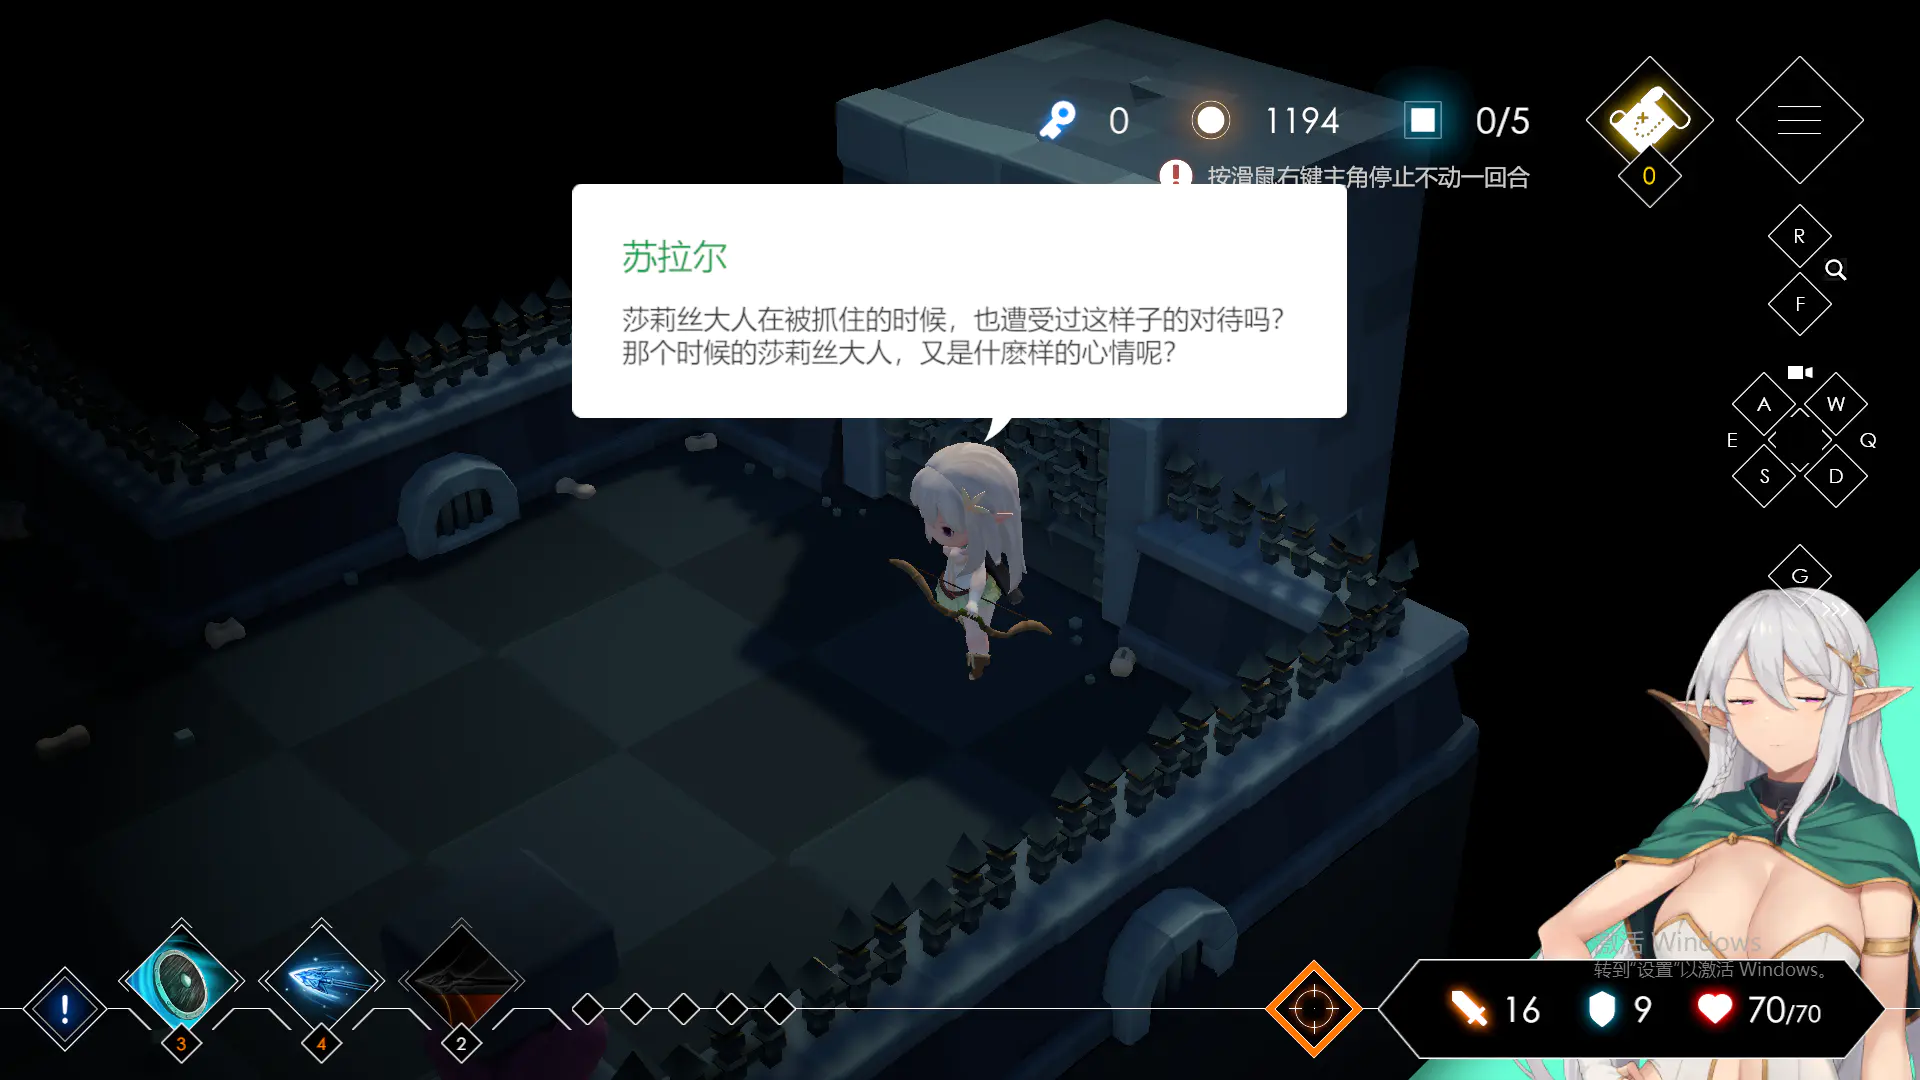 0
1194
0/5
0
按滑鼠右键主角停止不动一回合
苏拉尔
莎莉丝大人在被抓住的时候，也遭受过这样子的对待吗？
那个时候的莎莉丝大人，又是什麽样的心情呢？
R
F
A
W
E
Q
S
D
G
激活 Windows
转到"设置"以激活 Windows。
3
4
2
16
9
70/70